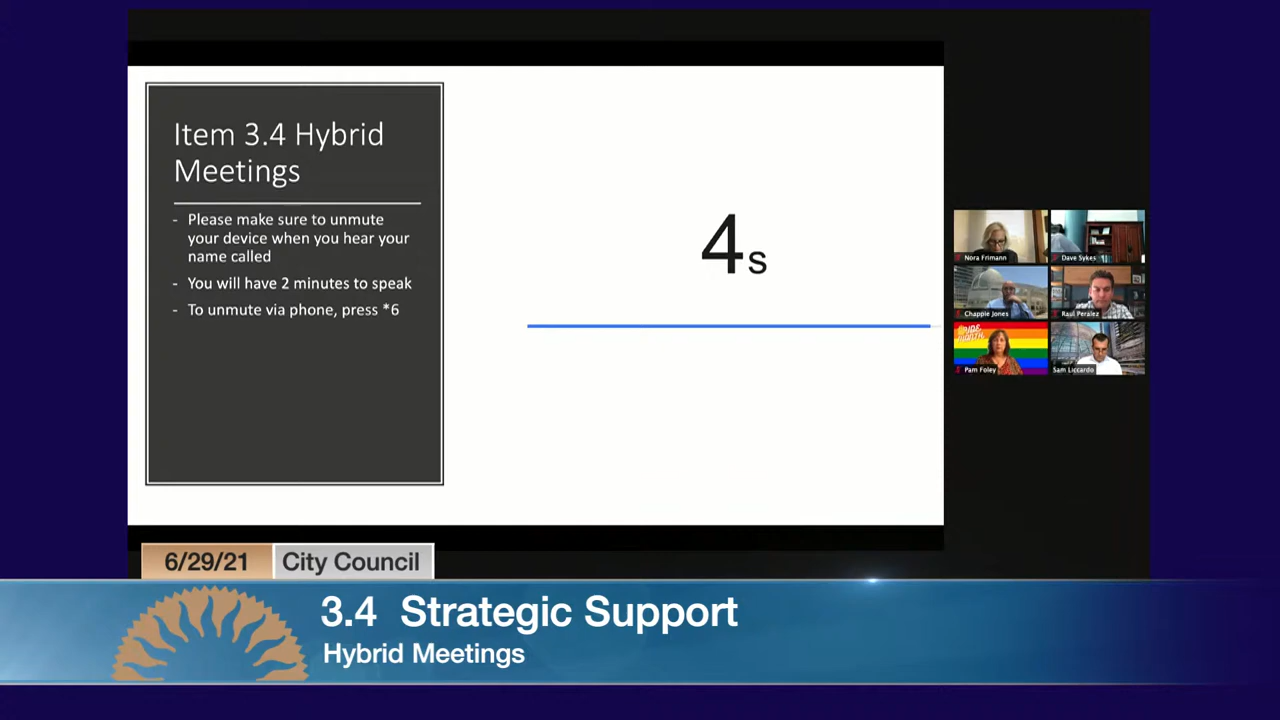 Item 3.4 Hybrid
Meetings
- Please make sure to unmute
your device when you hear your
name called
- You will have 2 minutes to speak
- To unmute via phone, press *6
4s
Nora Frimann
Dave Sykes
Chappie Jones
Raul Peralez
PRIDE
MONTH
Pam Foley
Sam Liccardo
6/29/21
City Council
3.4 Strategic Support
Hybrid Meetings